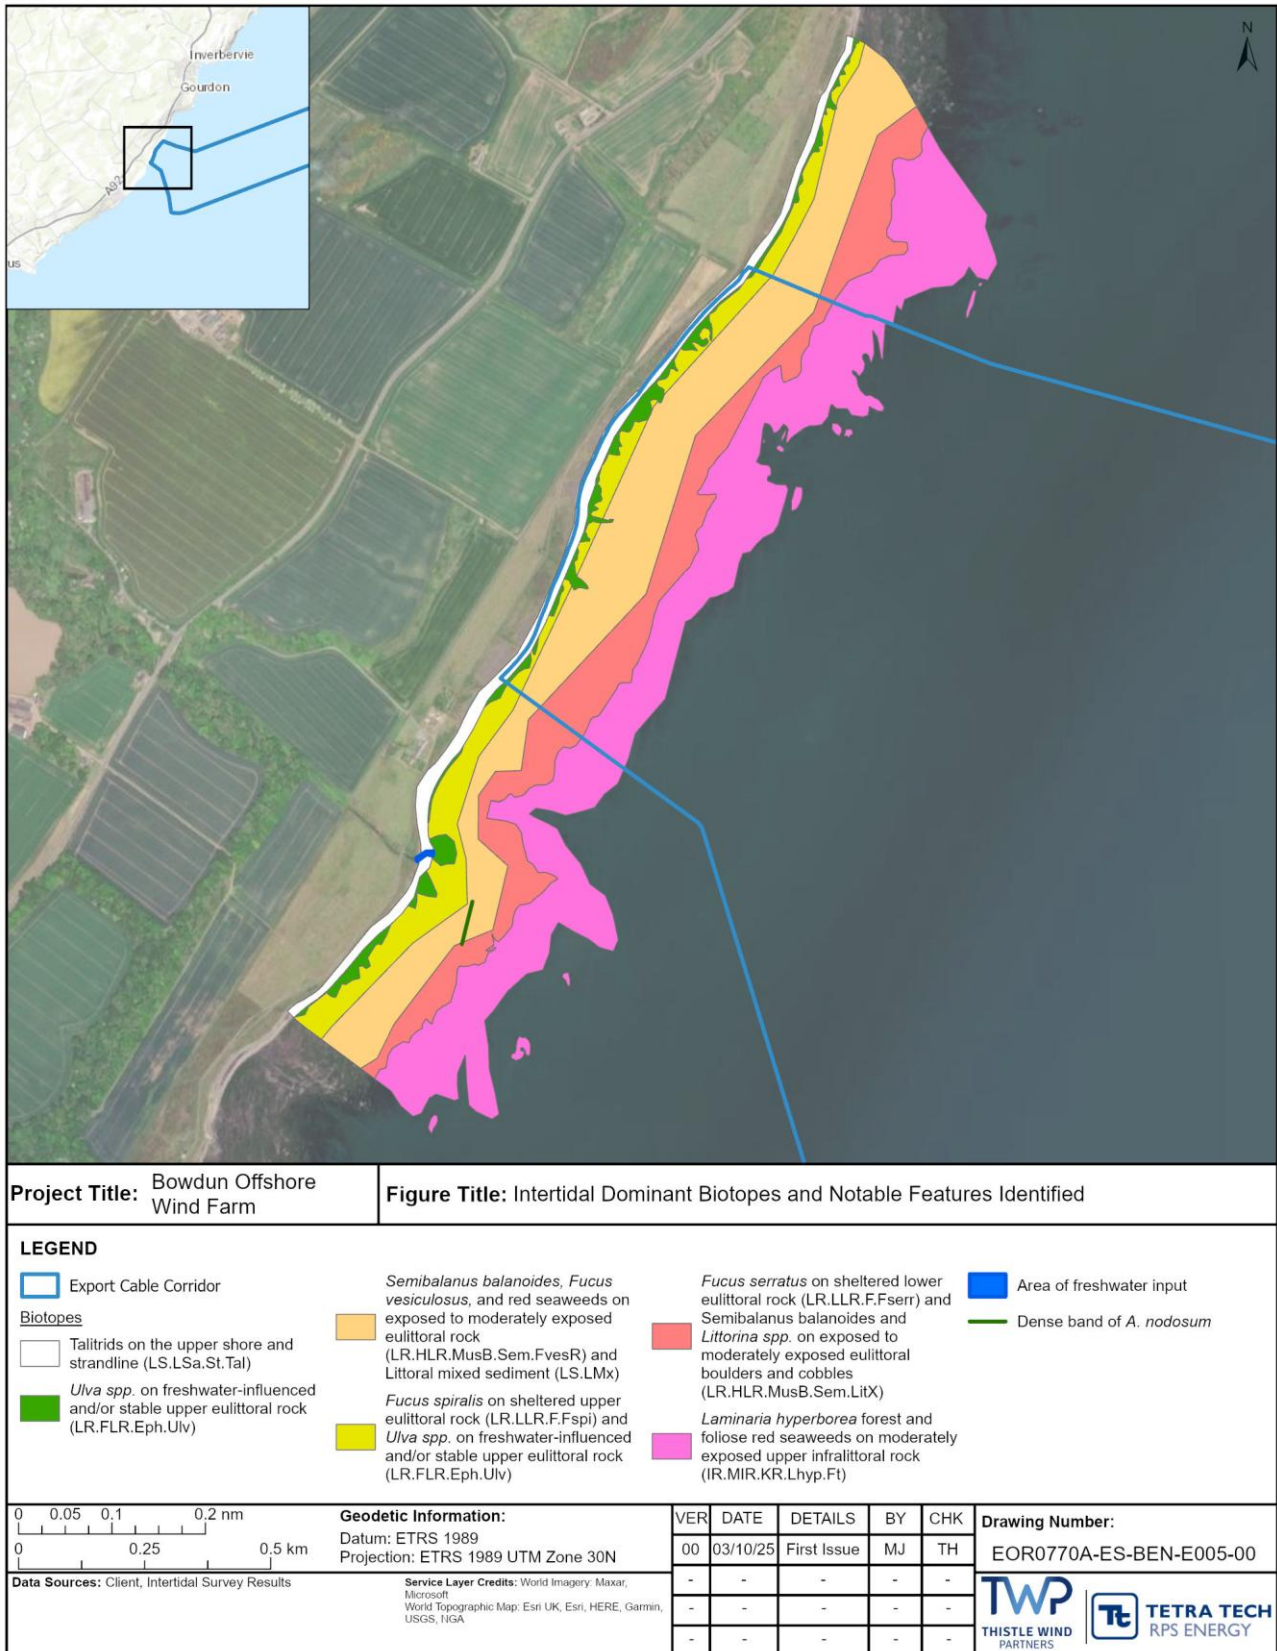 Inverbervie
Gourdon
A92
us
N
Project Title: Bowdun Offshore
Wind Farm
Figure Title: Intertidal Dominant Biotopes and Notable Features Identified
LEGEND
Export Cable Corridor
Biotopes
Talitrids on the upper shore and
strandline (LS.LSa.St.Tal)
Ulva spp. on freshwater-influenced
and/or stable upper eulittoral rock
(LR.FLR.Eph.Ulv)
Semibalanus balanoides, Fucus
vesiculosus, and red seaweeds on
exposed to moderately exposed
eulittoral rock
(LR.HLR.MusB.Sem.FvesR) and
Littoral mixed sediment (LS.LMx)
Fucus spiralis on sheltered upper
eulittoral rock (LR.LLR.F.Fspi) and
Ulva spp. on freshwater-influenced
and/or stable upper eulittoral rock
(LR.FLR.Eph.Ulv)
Fucus serratus on sheltered lower
eulittoral rock (LR.LLR.F.Fserr) and
Semibalanus balanoides and
Littorina spp. on exposed to
moderately exposed eulittoral
boulders and cobbles
(LR.HLR.MusB.Sem.LitX)
Laminaria hyperborea forest and
foliose red seaweeds on moderately
exposed upper infralittoral rock
(IR.MIR.KR.Lhyp.Ft)
Area of freshwater input
Dense band of A. nodosum
0 0.05 0.1 0.2 nm
0 0.25 0.5 km
Geodetic Information:
Datum: ETRS 1989
Projection: ETRS 1989 UTM Zone 30N
Data Sources: Client, Intertidal Survey Results
Service Layer Credits: World Imagery: Maxar,
Microsoft
World Topographic Map: Esri UK, Esri, HERE, Garmin,
USGS, NGA
VER DATE DETAILS BY CHK
00 03/10/25 First Issue MJ TH
- - - - -
- - - - -
- - - - -
Drawing Number:
EOR0770A-ES-BEN-E005-00
TWP
THISTLE WIND
PARTNERS
Tt
TETRA TECH
RPS ENERGY